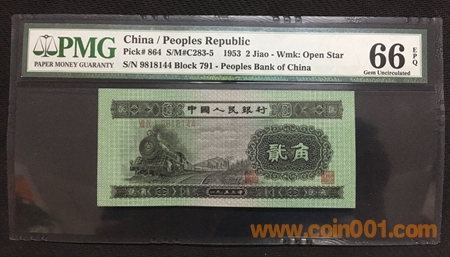 PMG
PAPER MONEY GUARANTY
China / Peoples Republic
Pick# 864 S/M#C283-5 1953 2 Jiao - Wmk: Open Star
S/N 9818144 Block 791 - Peoples Bank of China
66 EPQ
Gem Uncirculated
中國人民銀行
9818144
貳角
一九五三年
www.coin001.com